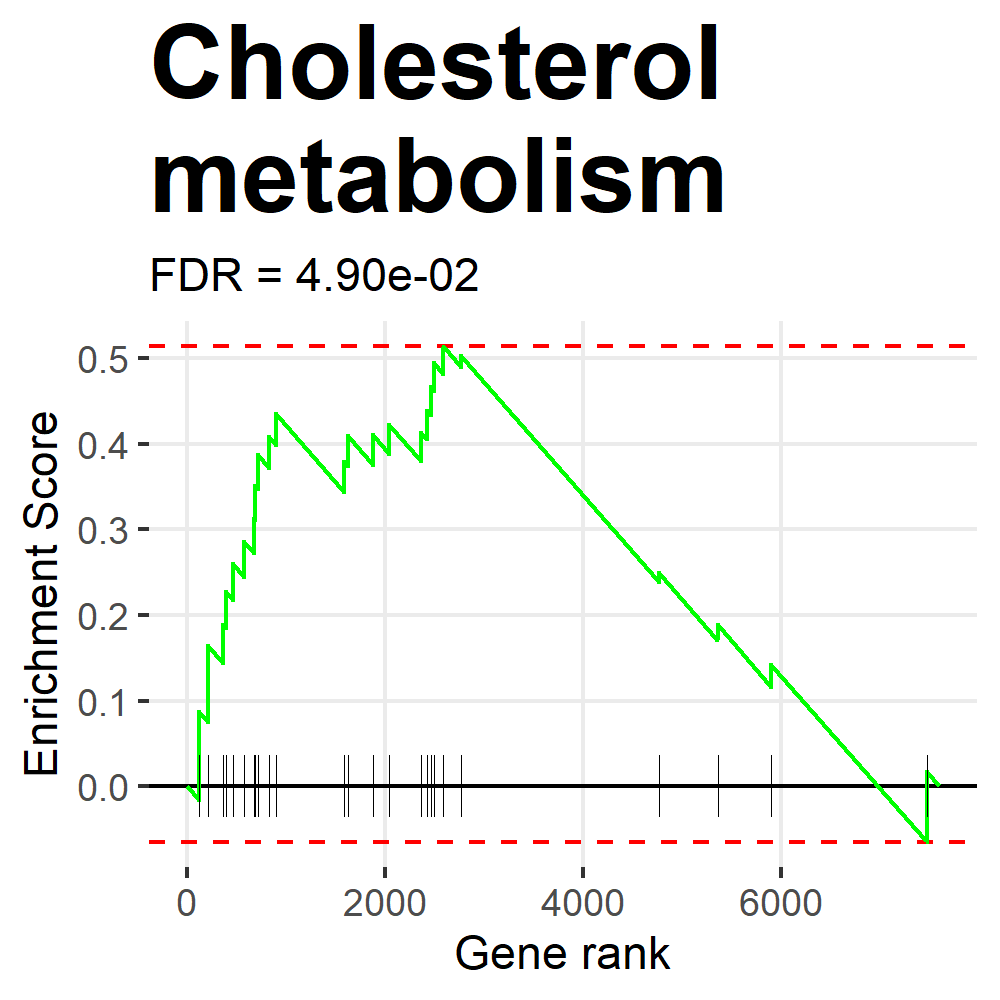 Cholesterol
metabolism
FDR = 4.90e-02
Enrichment Score
0.5
0.4
0.3
0.2
0.1
0.0
0 2000 4000 6000
Gene rank